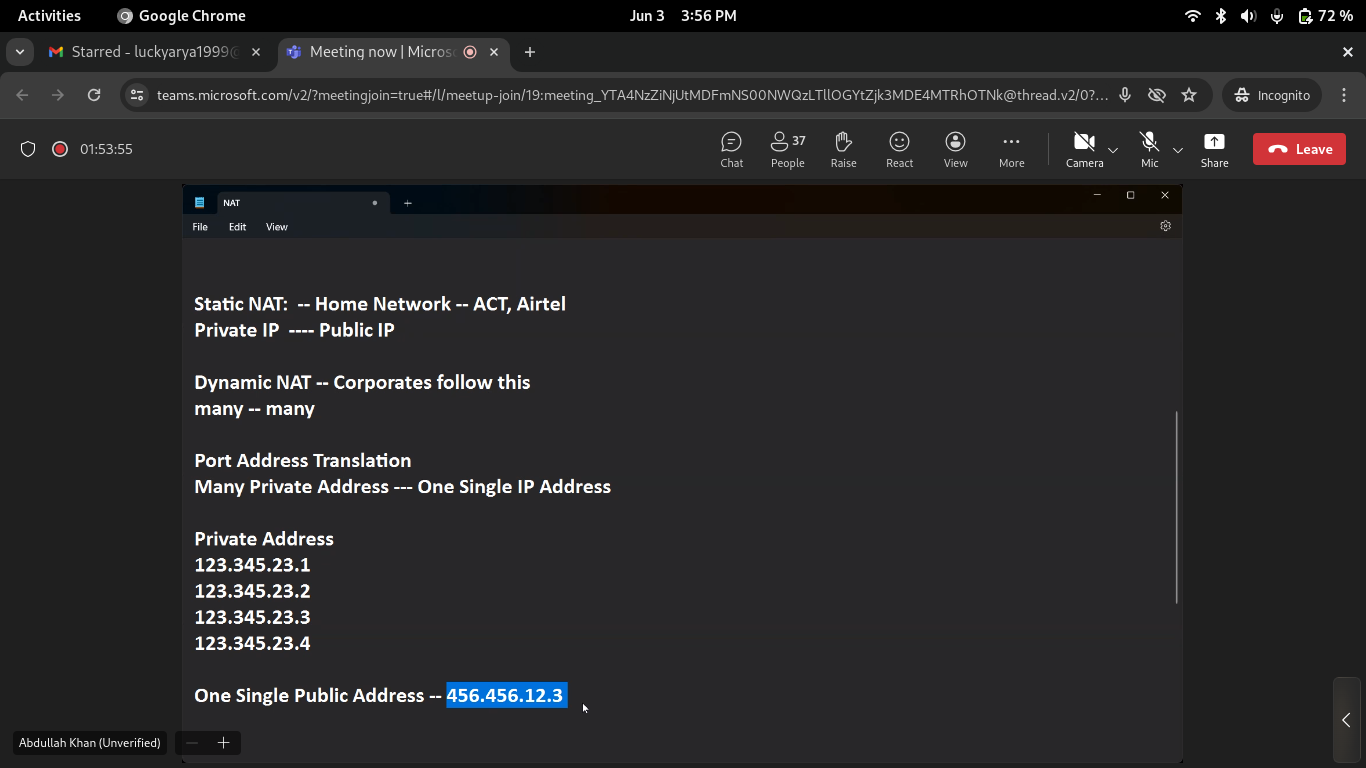 Activities
Google Chrome
Jun 3 3:56 PM
72 %
Starred - luckyarya1999@
Meeting now | Micros
teams.microsoft.com/v2/?meetingjoin=true#/l/meetup-join/19:meeting_YTA4NzZiNjUtMDFmNS00NWQzLTllOGYtZjk3MDE4MTRhOTNk@thread.v2/0?...
Incognito
01:53:55
Chat
37
People
Raise
React
View
More
Camera
Mic
Share
Leave
NAT
File Edit View
Static NAT: -- Home Network -- ACT, Airtel
Private IP ---- Public IP
Dynamic NAT -- Corporates follow this
many -- many
Port Address Translation
Many Private Address --- One Single IP Address
Private Address
123.345.23.1
123.345.23.2
123.345.23.3
123.345.23.4
One Single Public Address -- 456.456.12.3
Abdullah Khan (Unverified)